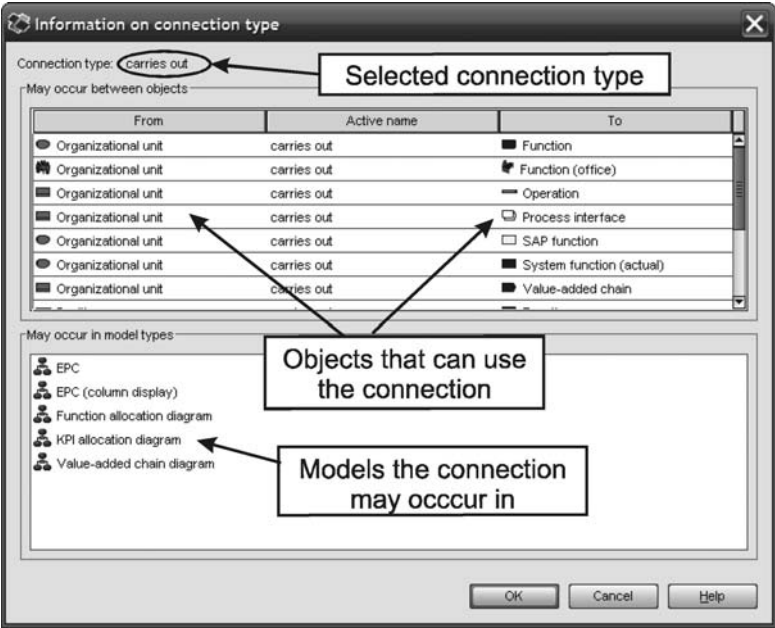 Information on connection type
Connection type: carries out
Selected connection type
May occur between objects
From Active name To
Organizational unit carries out Function
Organizational unit carries out Function (office)
Organizational unit carries out Operation
Organizational unit carries out Process interface
Organizational unit carries out SAP function
Organizational unit carries out System function (actual)
Organizational unit carries out Value-added chain
May occur in model types
Objects that can use
the connection
EPC
EPC (column display)
Function allocation diagram
KPI allocation diagram
Value-added chain diagram
Models the connection
may occcur in
OK Cancel Help